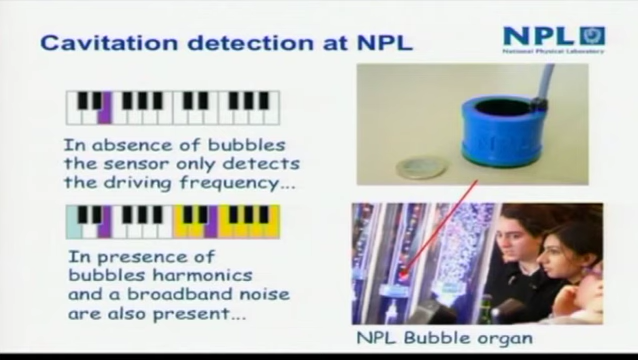 Cavitation detection at NPL
NPL
National Physical Laboratory
In absence of bubbles
the sensor only detects
the driving frequency...
In presence of
bubbles harmonics
and a broadband noise
are also present...
NPL Bubble organ